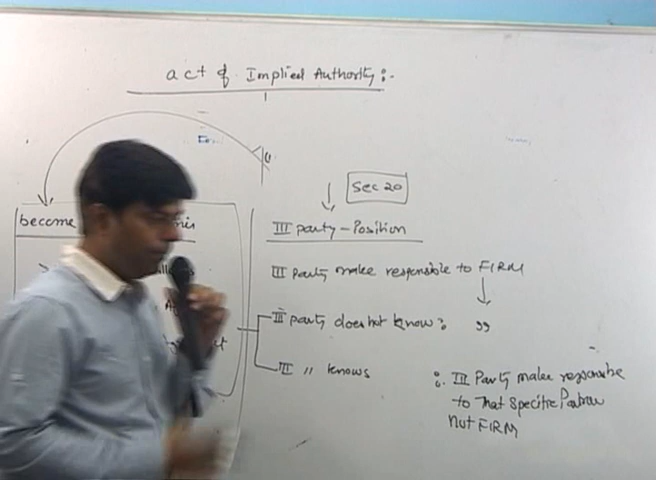 act of Implied Authority :-
Sec 20
become
III party - Position
III Party make responsible to FIRM
III party does not know : ,,
III ,, knows
∴ III Party make responsible
to that specific Partner
not FIRM